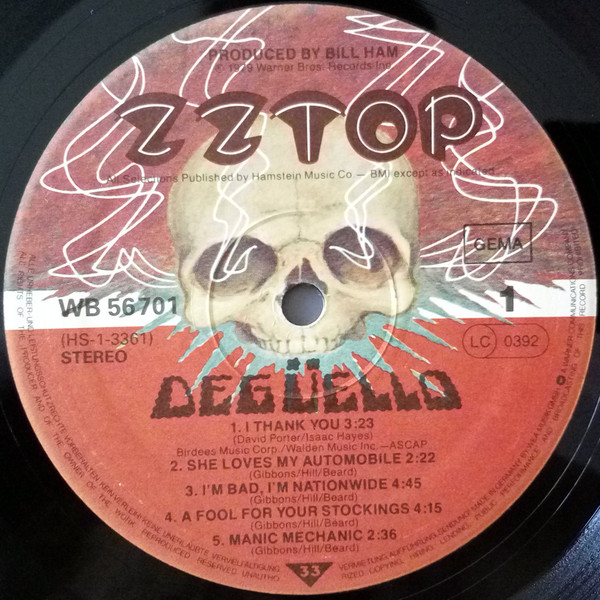 PRODUCED BY BILL HAM
© 1979 Warner Bros. Records Inc.
ZZTOP
All Selections Published by Hamstein Music Co — BMI except as indicated
GEMA
WB 56 701
1
(HS-1-3361)
STEREO
LC 0392
DEGÜELLO
1. I THANK YOU 3:23
(David Porter/Isaac Hayes)
Birdees Music Corp./Walden Music Inc.—ASCAP
2. SHE LOVES MY AUTOMOBILE 2:22
(Gibbons/Hill/Beard)
3. I'M BAD, I'M NATIONWIDE 4:45
(Gibbons/Hill/Beard)
4. A FOOL FOR YOUR STOCKINGS 4:15
(Gibbons/Hill/Beard)
5. MANIC MECHANIC 2:36
(Gibbons/Hill/Beard)
33